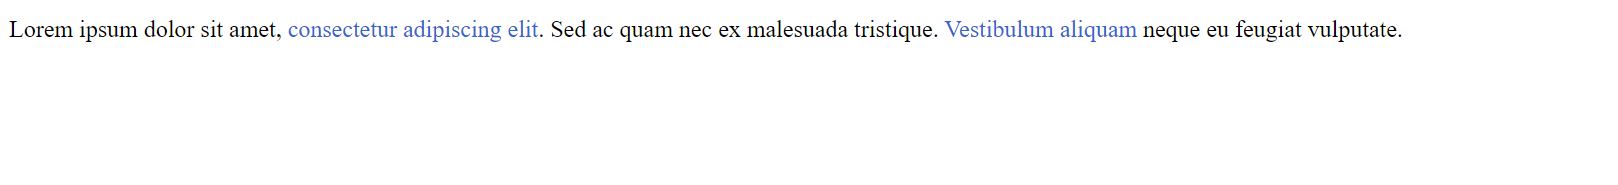 Lorem ipsum dolor sit amet, consectetur adipiscing elit. Sed ac quam nec ex malesuada tristique. Vestibulum aliquam neque eu feugiat vulputate.